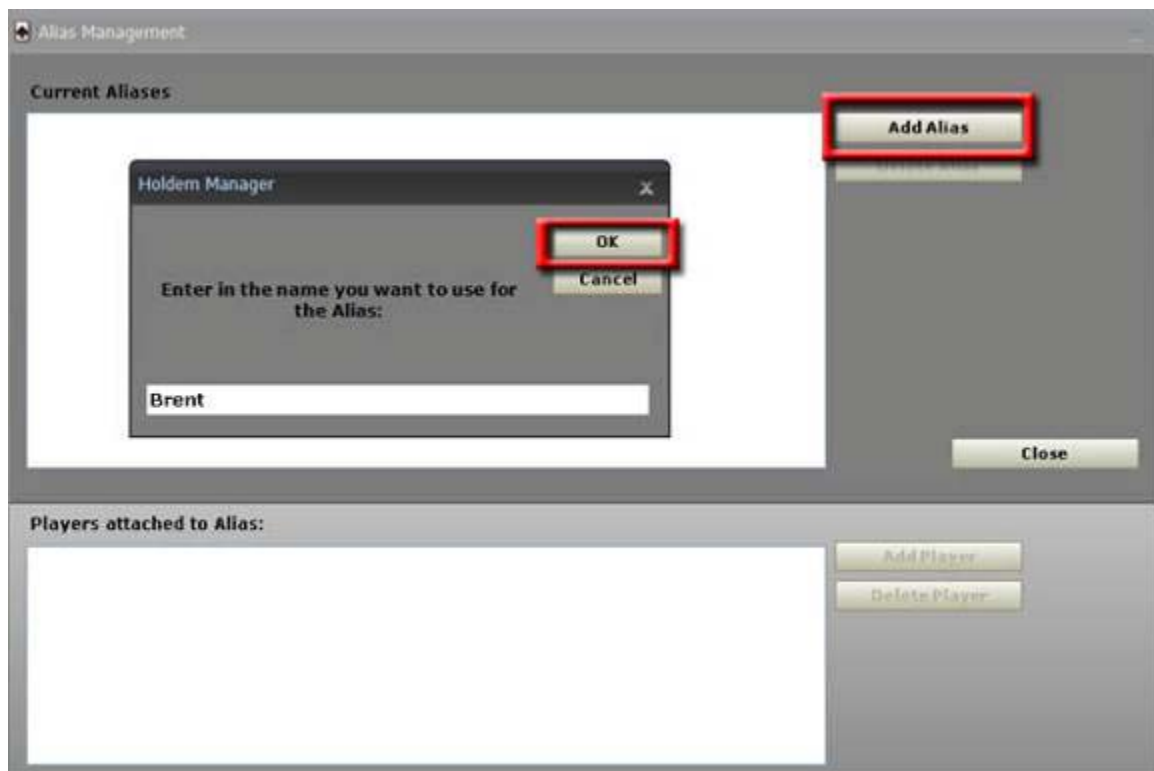 Alias Management
Current Aliases
Add Alias
Holdem Manager
x
OK
Cancel
Enter in the name you want to use for
the Alias:
Brent
Close
Players attached to Alias:
Add Player
Delete Player